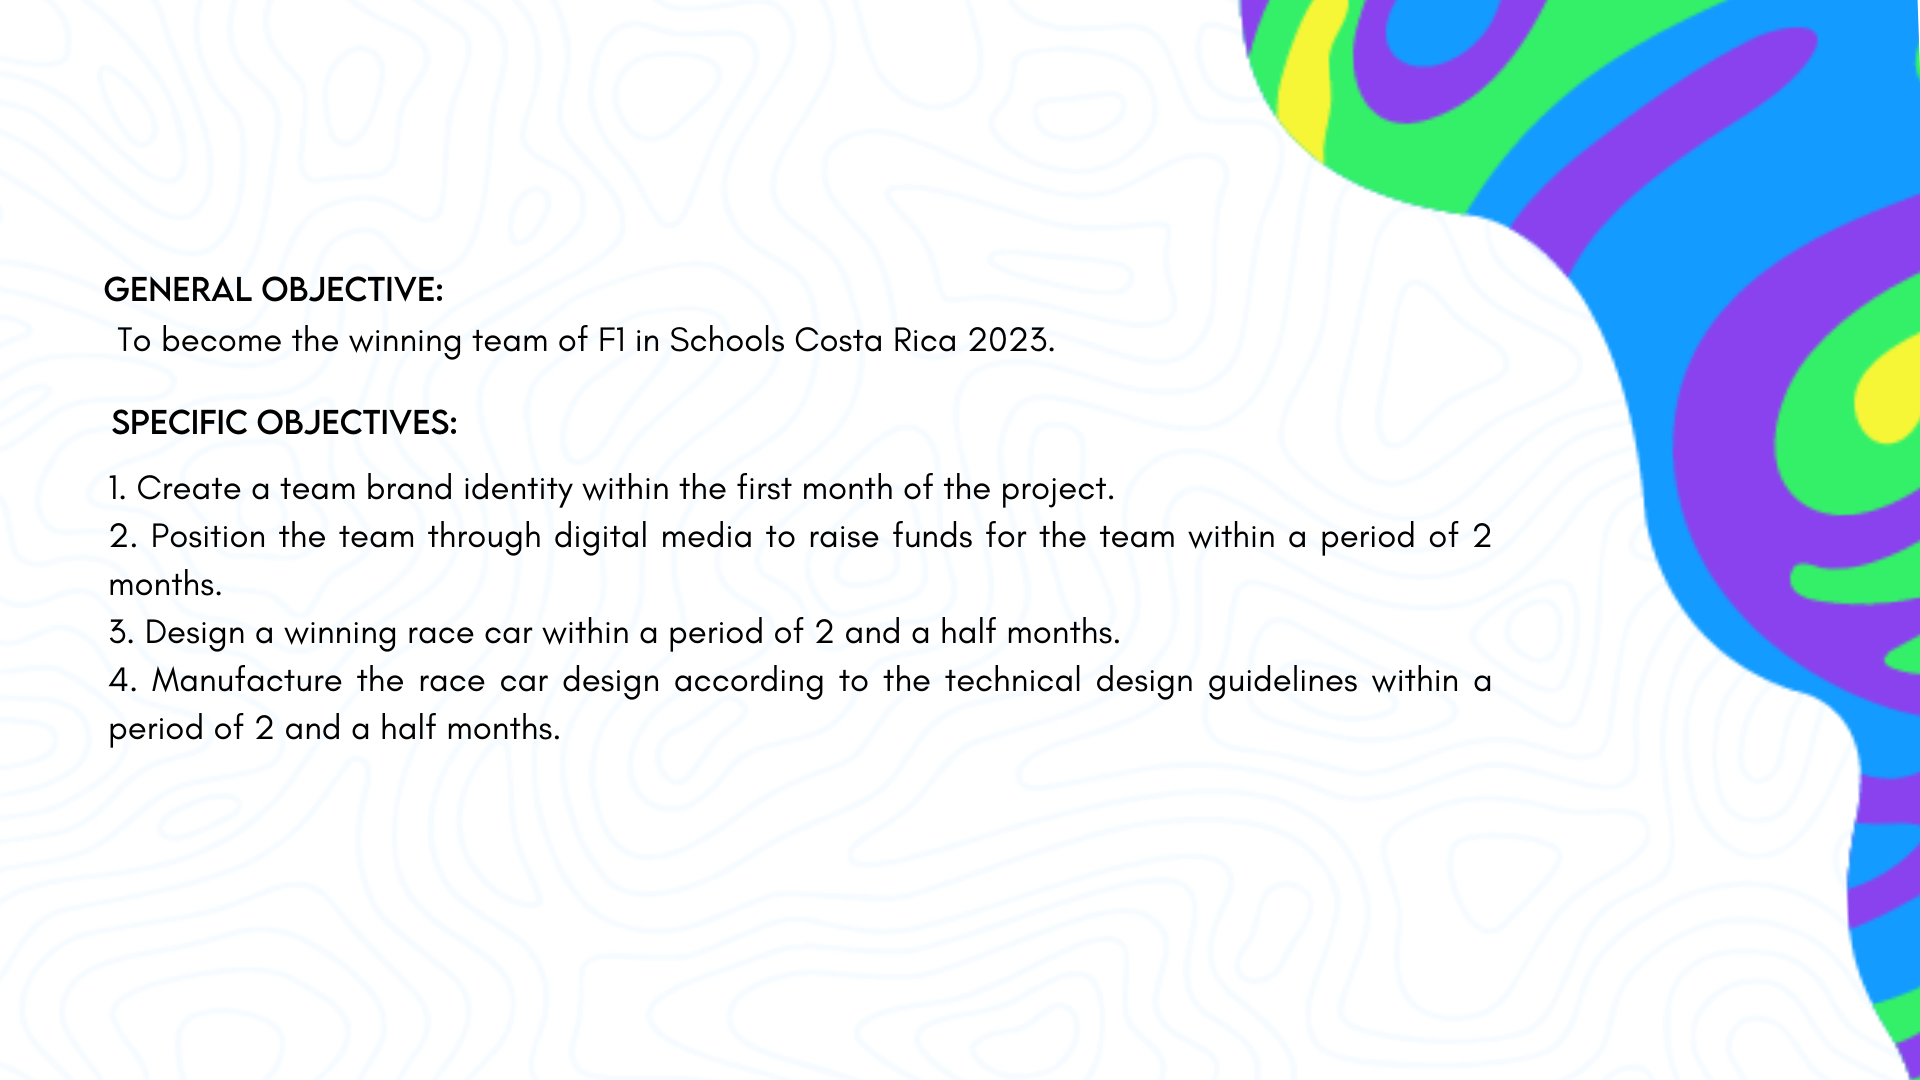 GENERAL OBJECTIVE:
To become the winning team of F1 in Schools Costa Rica 2023.
SPECIFIC OBJECTIVES:
1. Create a team brand identity within the first month of the project.
2. Position the team through digital media to raise funds for the team within a period of 2
months.
3. Design a winning race car within a period of 2 and a half months.
4. Manufacture the race car design according to the technical design guidelines within a
period of 2 and a half months.